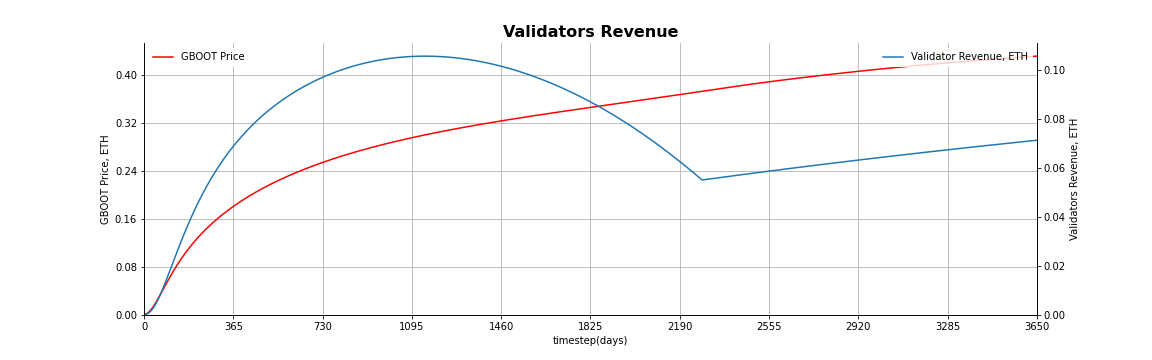 Validators Revenue
GBOOT Price
Validator Revenue, ETH
GBOOT Price, ETH
0.40
0.32
0.24
0.16
0.08
0.00
0.10
0.08
0.06
0.04
0.02
0.00
Validators Revenue, ETH
0 365 730 1095 1460 1825 2190 2555 2920 3285 3650
timestep(days)